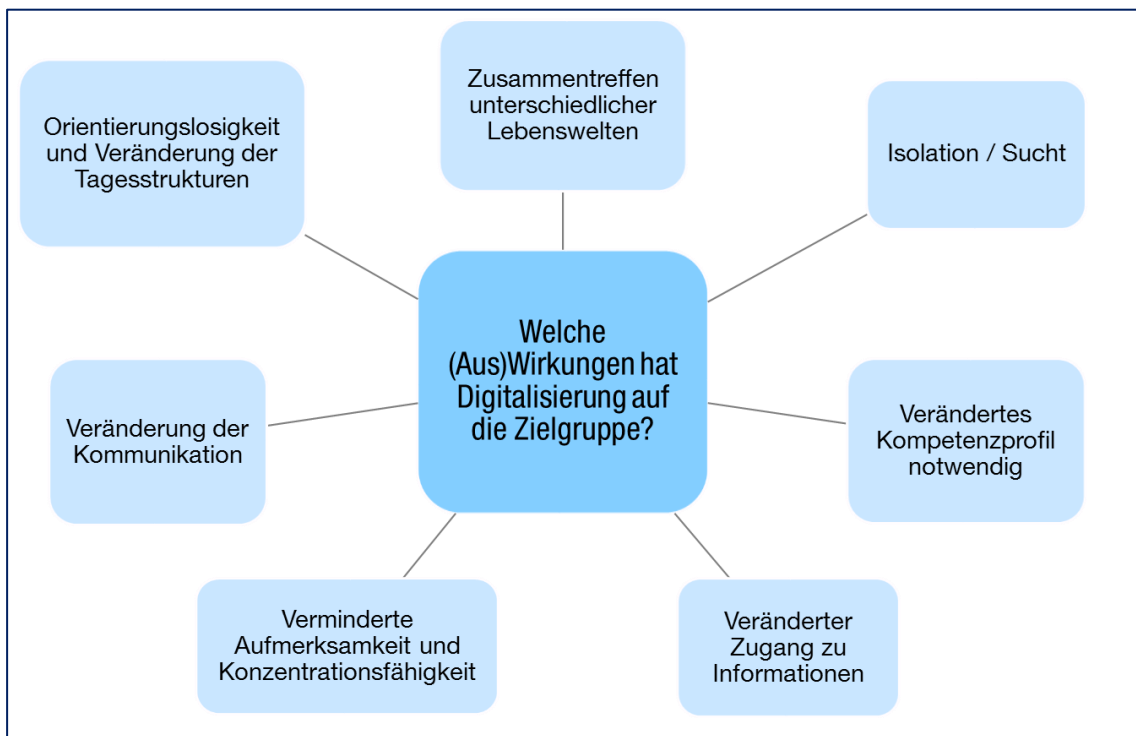 Zusammentreffen
unterschiedlicher
Lebenswelten
Orientierungslosigkeit
und Veränderung der
Tagesstrukturen
Isolation / Sucht
Welche
(Aus)Wirkungen hat
Digitalisierung auf
die Zielgruppe?
Veränderung der
Kommunikation
Verändertes
Kompetenzprofil
notwendig
Verminderte
Aufmerksamkeit und
Konzentrationsfähigkeit
Veränderter
Zugang zu
Informationen